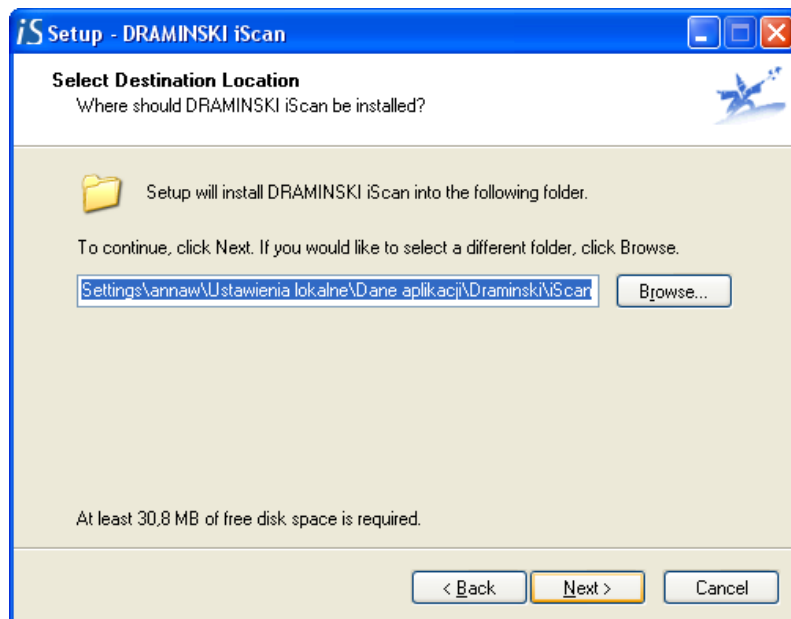 iS Setup - DRAMINSKI iScan
Select Destination Location
Where should DRAMINSKI iScan be installed?
Setup will install DRAMINSKI iScan into the following folder.
To continue, click Next. If you would like to select a different folder, click Browse.
Settings\annaw\Ustawienia lokalne\Dane aplikacji\Draminski\iScan
Browse...
At least 30,8 MB of free disk space is required.
< Back
Next >
Cancel